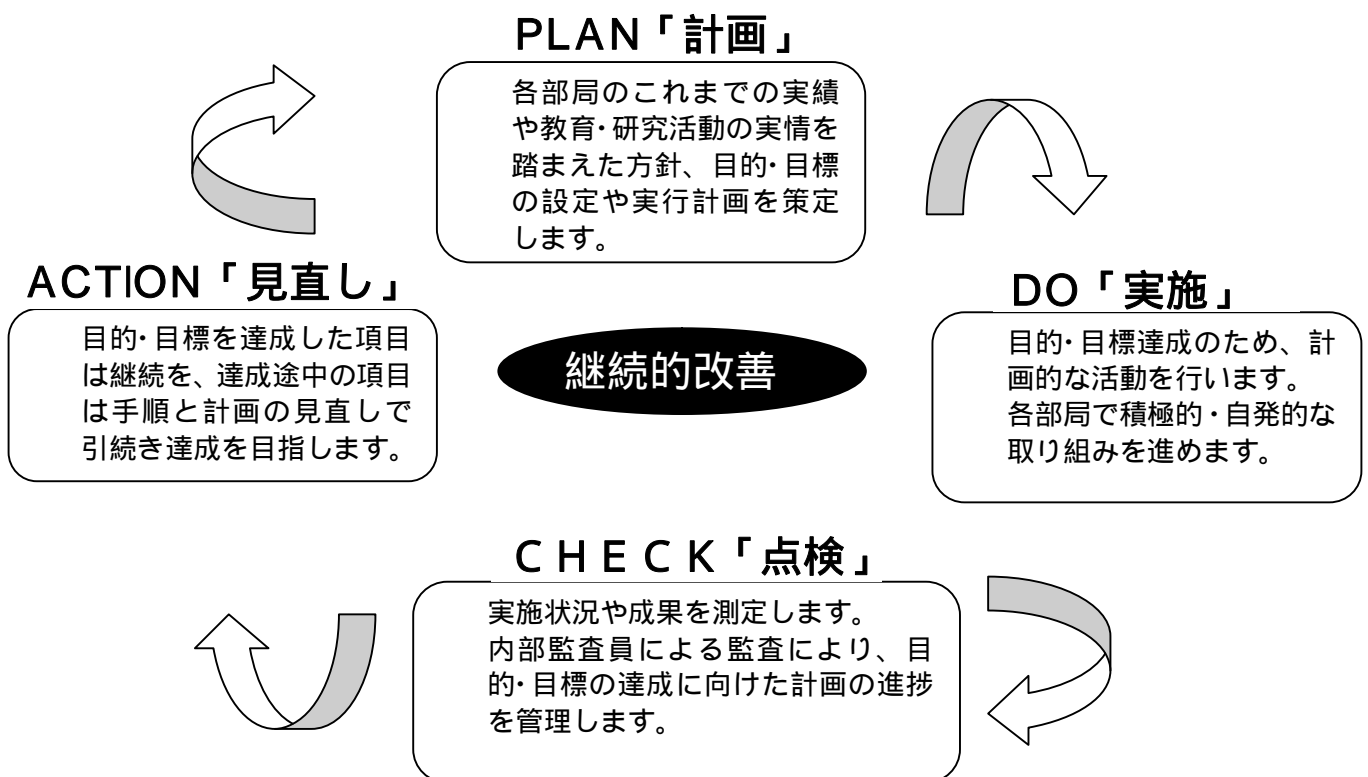 PLAN「計画」
各部局のこれまでの実績
や教育・研究活動の実情を
踏まえた方針、目的・目標
の設定や実行計画を策定
します。
ACTION「見直し」
目的・目標を達成した項目
は継続を、達成途中の項目
は手順と計画の見直しで
引続き達成を目指します。
継続的改善
DO「実施」
目的・目標達成のため、計
画的な活動を行います。
各部局で積極的・自発的な
取り組みを進めます。
CHECK「点検」
実施状況や成果を測定します。
内部監査員による監査により、目
的・目標の達成に向けた計画の進捗
を管理します。